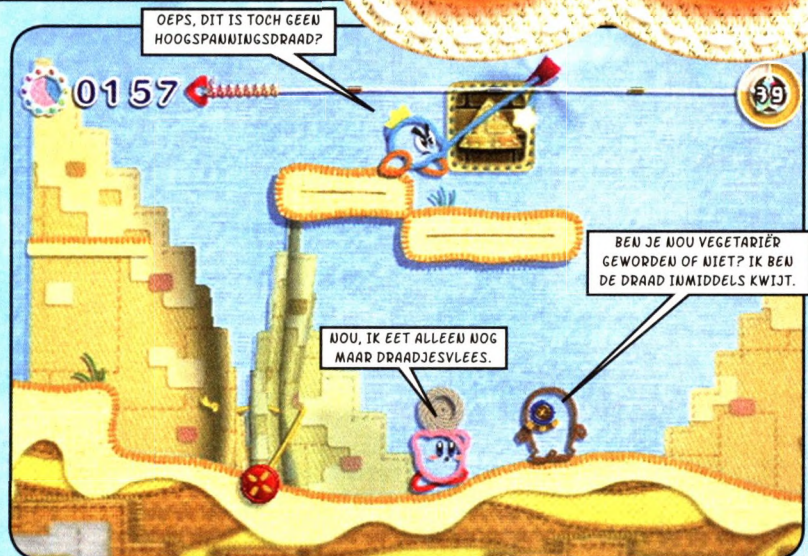 OEPS, DIT IS TOCH GEEN
HOOGSPANNINGSDRAAD?
0157
39
BEN JE NOU VEGETARIËR
GEWORDEN OF NIET? IK BEN
DE DRAAD INMIDDELS KWIJT.
NOU, IK EET ALLEEN NOG
MAAR DRAADJESVLEES.